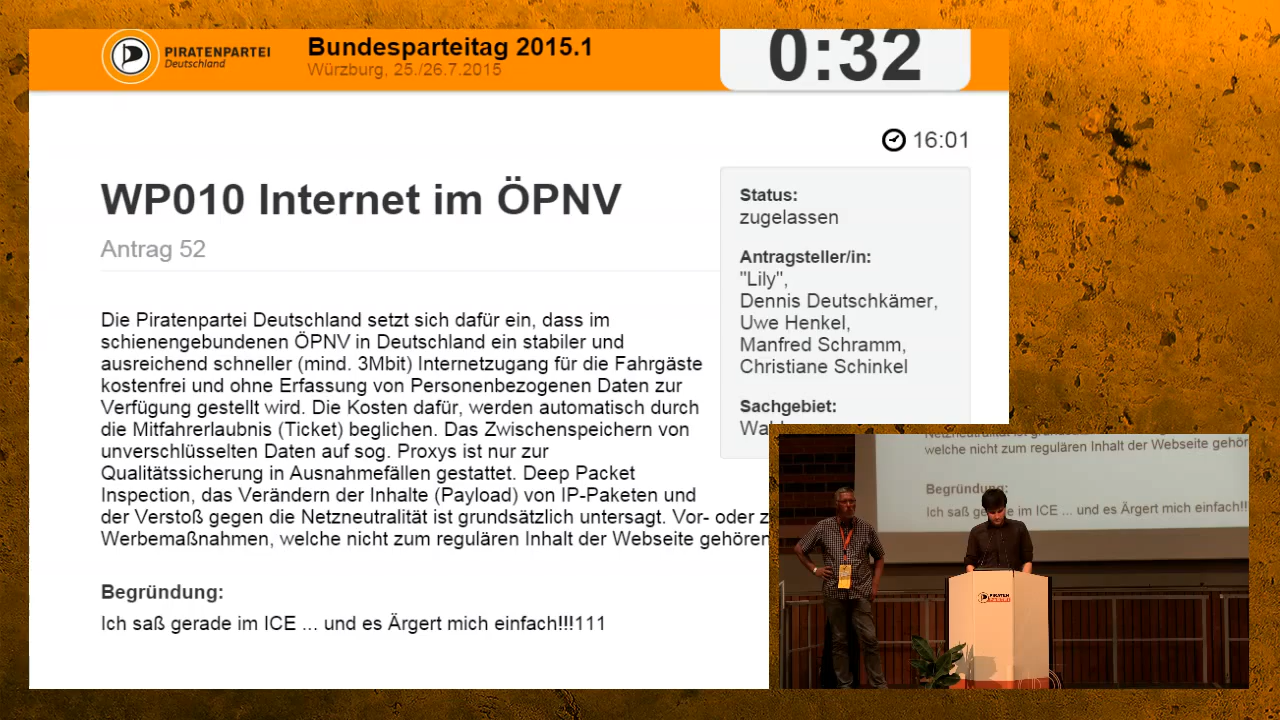 PIRATENPARTEI
Deutschland
Bundesparteitag 2015.1
Würzburg, 25./26.7.2015
0:32
16:01
WP010 Internet im ÖPNV
Antrag 52
Status:
zugelassen
Antragsteller/in:
"Lily",
Dennis Deutschkämer,
Uwe Henkel,
Manfred Schramm,
Christiane Schinkel
Sachgebiet:
Die Piratenpartei Deutschland setzt sich dafür ein, dass im
schienengebundenen ÖPNV in Deutschland ein stabiler und
ausreichend schneller (mind. 3Mbit) Internetzugang für die Fahrgäste
kostenfrei und ohne Erfassung von Personenbezogenen Daten zur
Verfügung gestellt wird. Die Kosten dafür, werden automatisch durch
die Mitfahrerlaubnis (Ticket) beglichen. Das Zwischenspeichern von
unverschlüsselten Daten auf sog. Proxys ist nur zur
Qualitätssicherung in Ausnahmefällen gestattet. Deep Packet
Inspection, das Verändern der Inhalte (Payload) von IP-Paketen und
der Verstoß gegen die Netzneutralität ist grundsätzlich untersagt. Vor- oder
Werbemaßnahmen, welche nicht zum regulären Inhalt der Webseite gehören
Begründung:
Ich saß gerade im ICE ... und es Ärgert mich einfach!!!111
welche nicht zum regulären Inhalt der Webseite gehör
Begründung:
Ich saß gerade im ICE ... und es Ärgert mich einfach!!
PIRATEN